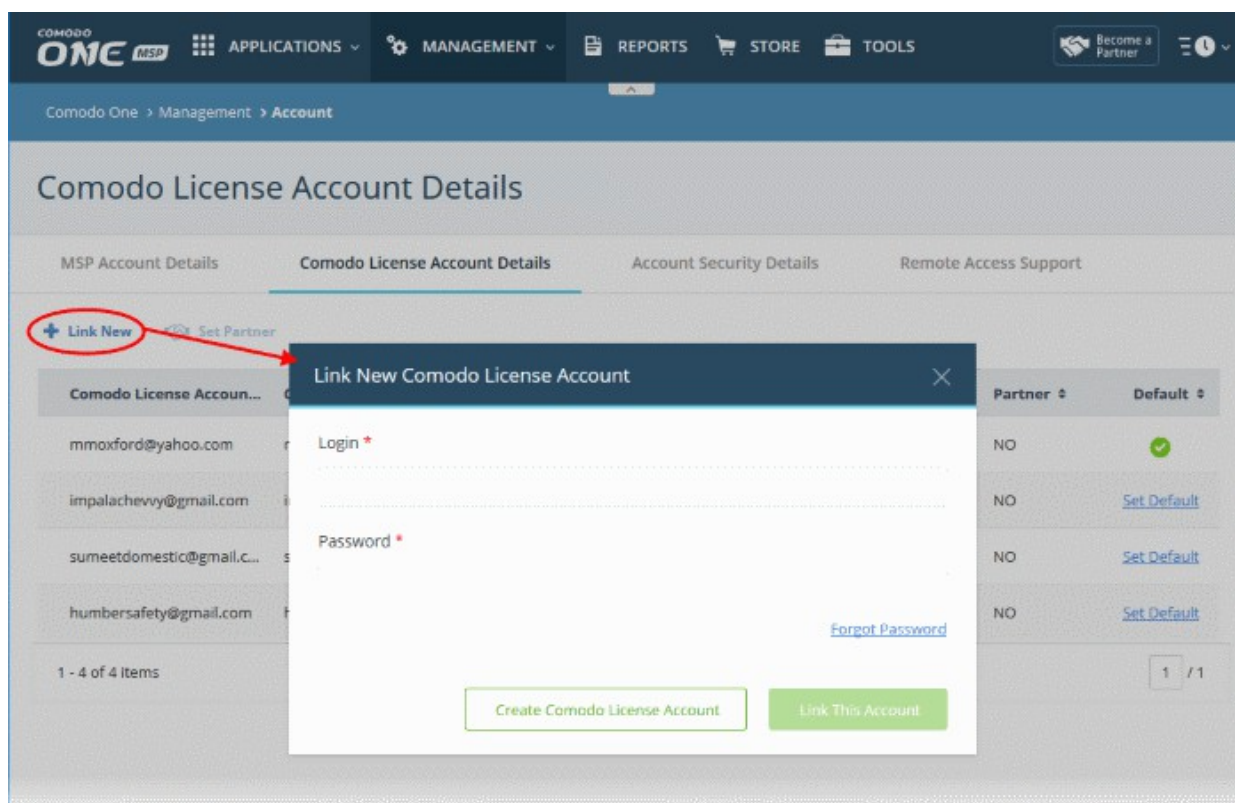 COMODO
ONE MSP APPLICATIONS MANAGEMENT REPORTS STORE TOOLS Become a Partner
Comodo One > Management > Account
Comodo License Account Details
MSP Account Details Comodo License Account Details Account Security Details Remote Access Support
+ Link New Set Partner
Link New Comodo License Account
Comodo License Accoun... Partner Default
Login *
mmoxford@yahoo.com NO
impalachevvy@gmail.com NO Set Default
Password *
sumeetdomestic@gmail.c... NO Set Default
humbersafety@gmail.com NO Set Default
Forgot Password
1 - 4 of 4 items 1 / 1
Create Comodo License Account Link This Account